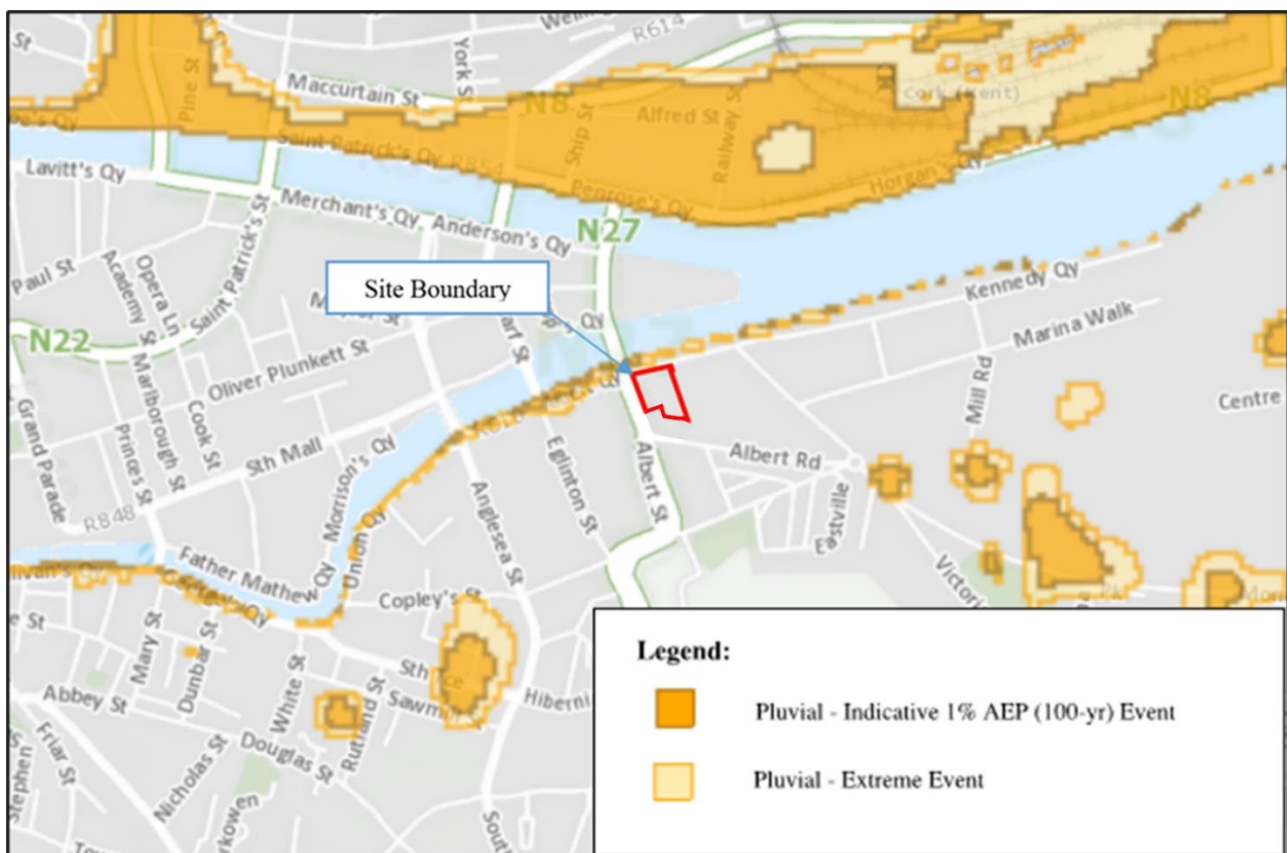 St
Wel
R614
York St
Pine St
Maccurtain St
N8
Alfred St
Ship St
Railway St
Cork (Kent)
N8
Saint Patrick's Qy
Lavitt's Qy
Penrose's Qy
Horgan's Qy
Merchant's Qy
Anderson's Qy
N27
Paul St
Academy St
Opera Ln
Saint Patrick's St
Site Boundary
Kennedy Qy
Marina Walk
N22
Oliver Plunkett St
Marlborough St
Cook St
Grand Parade
Princes St
Sth Mall
Morrison's Qy
R848
Eglinton St
Albert St
Albert Rd
Mill Rd
Centre
Eastville
Anglesea St
Union Qy
Father Mathew Qy
Copley's St
Victori
Mary St
Dunbar St
White St
Sth
Hiberni
Abbey St
Rutland St
Douglas St
Friar St
Nicholas St
Stephen
South
Legend:
Pluvial - Indicative 1% AEP (100-yr) Event
Pluvial - Extreme Event